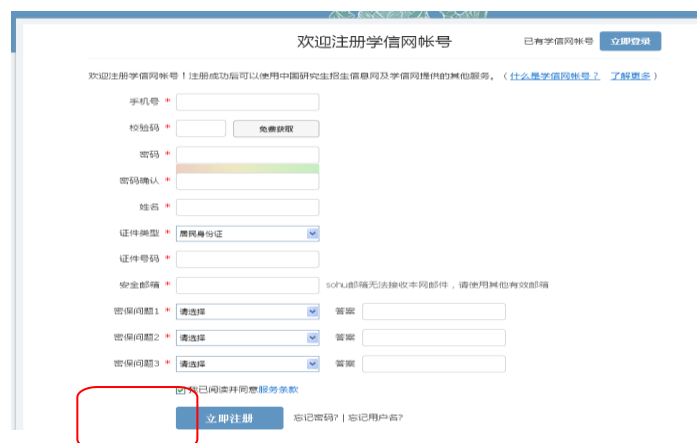 欢迎注册学信网帐号 已有学信网帐号 立即登录
欢迎注册学信网帐号！注册成功后可以使用中国研究生招生信息网及学信网提供的其他服务。（什么是学信网帐号？ 了解更多）
手机号 *
校验码 * 免费获取
密码 *
密码确认 *
姓名 *
证件类型 * 居民身份证
证件号码 *
安全邮箱 * sohu邮箱无法接收本网邮件，请使用其他有效邮箱
密保问题1 * 请选择 答案
密保问题2 * 请选择 答案
密保问题3 * 请选择 答案
我已阅读并同意服务条款
立即注册 忘记密码? | 忘记用户名?